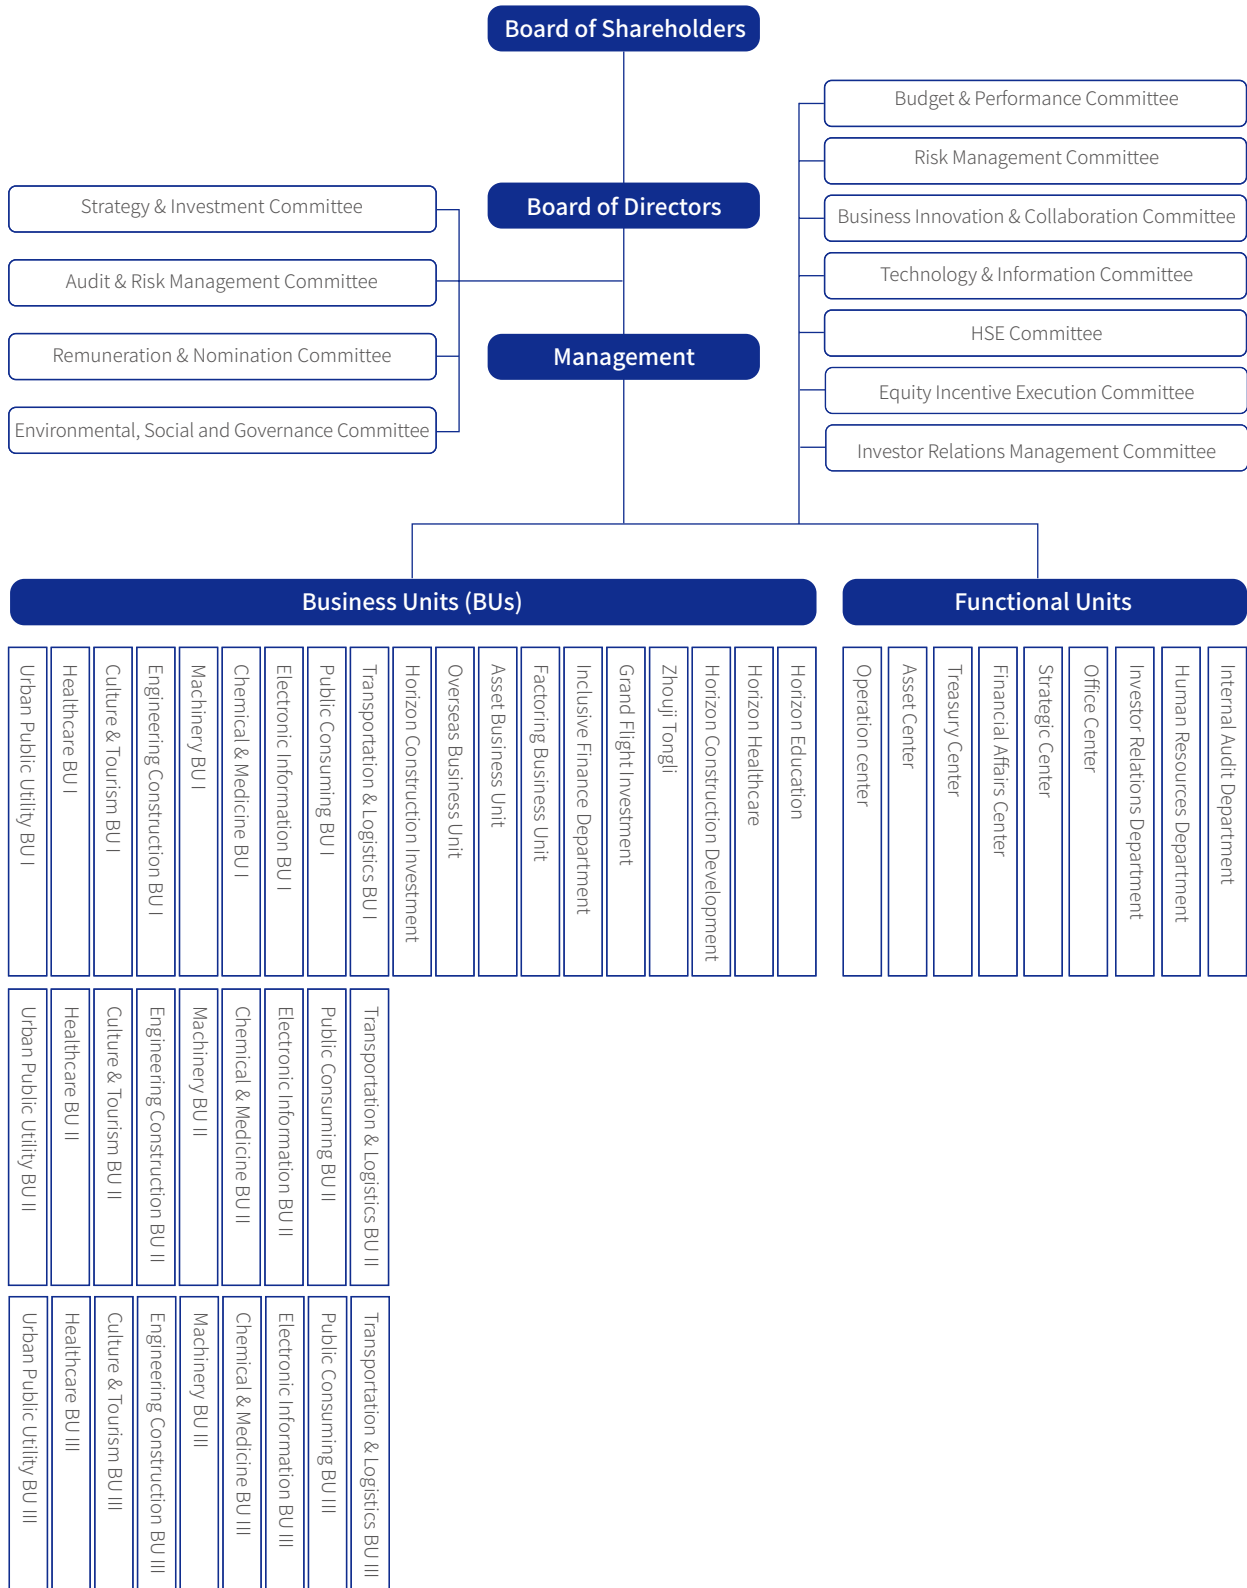 Board of Shareholders
Budget & Performance Committee
Risk Management Committee
Business Innovation & Collaboration Committee
Technology & Information Committee
HSE Committee
Equity Incentive Execution Committee
Investor Relations Management Committee
Board of Directors
Strategy & Investment Committee
Audit & Risk Management Committee
Remuneration & Nomination Committee
Environmental, Social and Governance Committee
Management
Business Units (BUs)
Functional Units
Urban Public Utility BU I
Healthcare BU I
Culture & Tourism BU I
Engineering Construction BU I
Machinery BU I
Chemical & Medicine BU I
Electronic Information BU I
Public Consuming BU I
Transportation & Logistics BU I
Horizon Construction Investment
Overseas Business Unit
Asset Business Unit
Factoring Business Unit
Inclusive Finance Department
Grand Flight Investment
Zhouji Tongli
Horizon Construction Development
Horizon Healthcare
Horizon Education
Operation center
Asset Center
Treasury Center
Financial Affairs Center
Strategic Center
Office Center
Investor Relations Department
Human Resources Department
Internal Audit Department
Urban Public Utility BU II
Healthcare BU II
Culture & Tourism BU II
Engineering Construction BU II
Machinery BU II
Chemical & Medicine BU II
Electronic Information BU II
Public Consuming BU II
Transportation & Logistics BU II
Urban Public Utility BU III
Healthcare BU III
Culture & Tourism BU III
Engineering Construction BU III
Machinery BU III
Chemical & Medicine BU III
Electronic Information BU III
Public Consuming BU III
Transportation & Logistics BU III